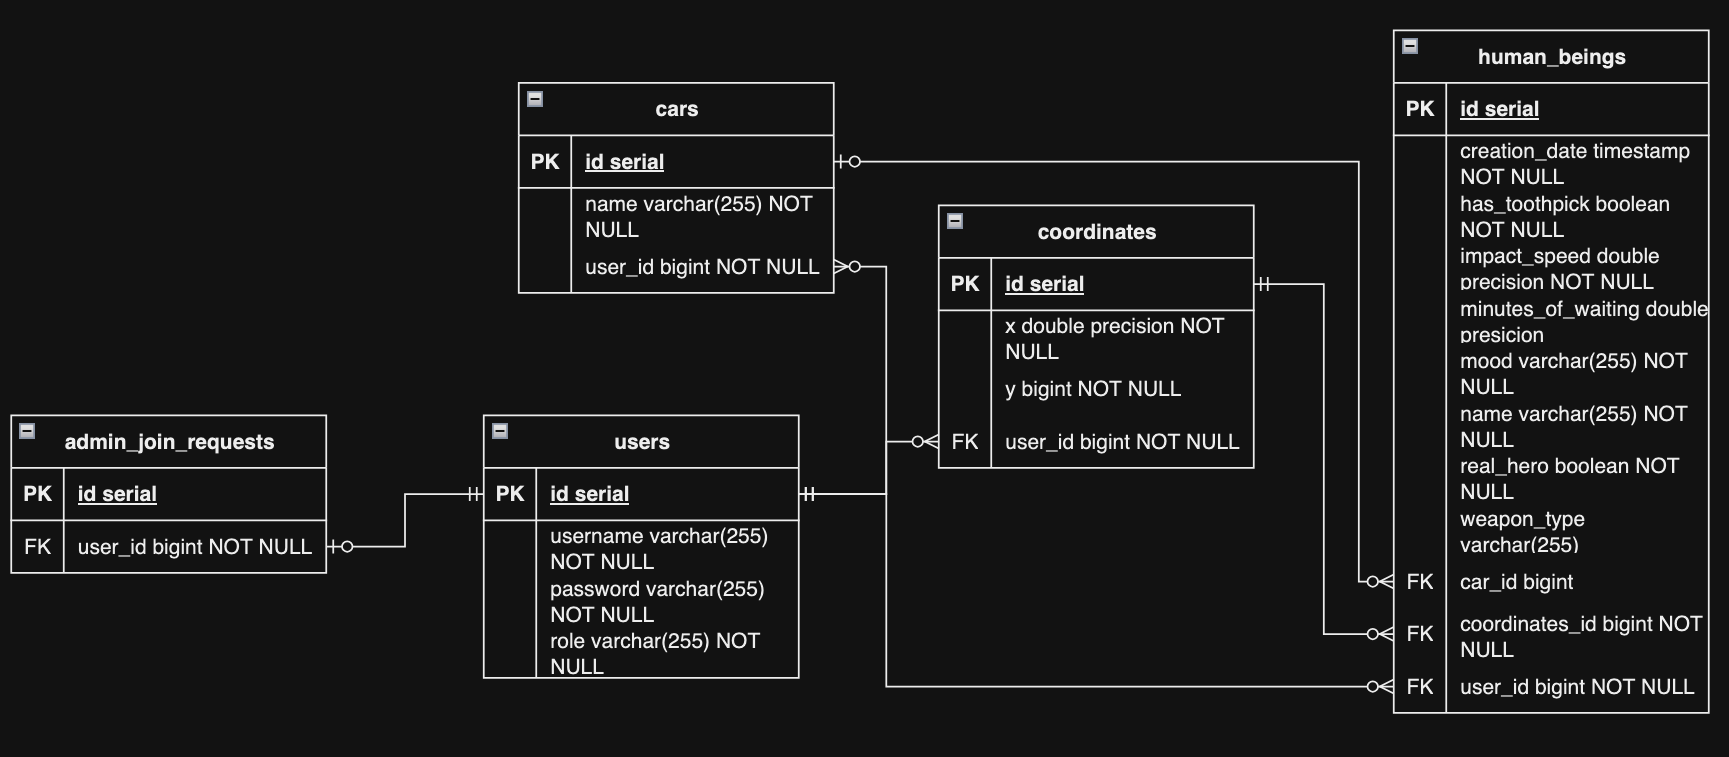 human_beings
PK id serial
creation_date timestamp
NOT NULL
has_toothpick boolean
NOT NULL
impact_speed double
precision NOT NULL
minutes_of_waiting double
presicion
mood varchar(255) NOT
NULL
name varchar(255) NOT
NULL
real_hero boolean NOT
NULL
weapon_type
varchar(255)
FK car_id bigint
FK coordinates_id bigint NOT
NULL
FK user_id bigint NOT NULL
cars
PK id serial
name varchar(255) NOT
NULL
user_id bigint NOT NULL
coordinates
PK id serial
x double precision NOT
NULL
y bigint NOT NULL
FK user_id bigint NOT NULL
admin_join_requests
PK id serial
FK user_id bigint NOT NULL
users
PK id serial
username varchar(255)
NOT NULL
password varchar(255)
NOT NULL
role varchar(255) NOT
NULL